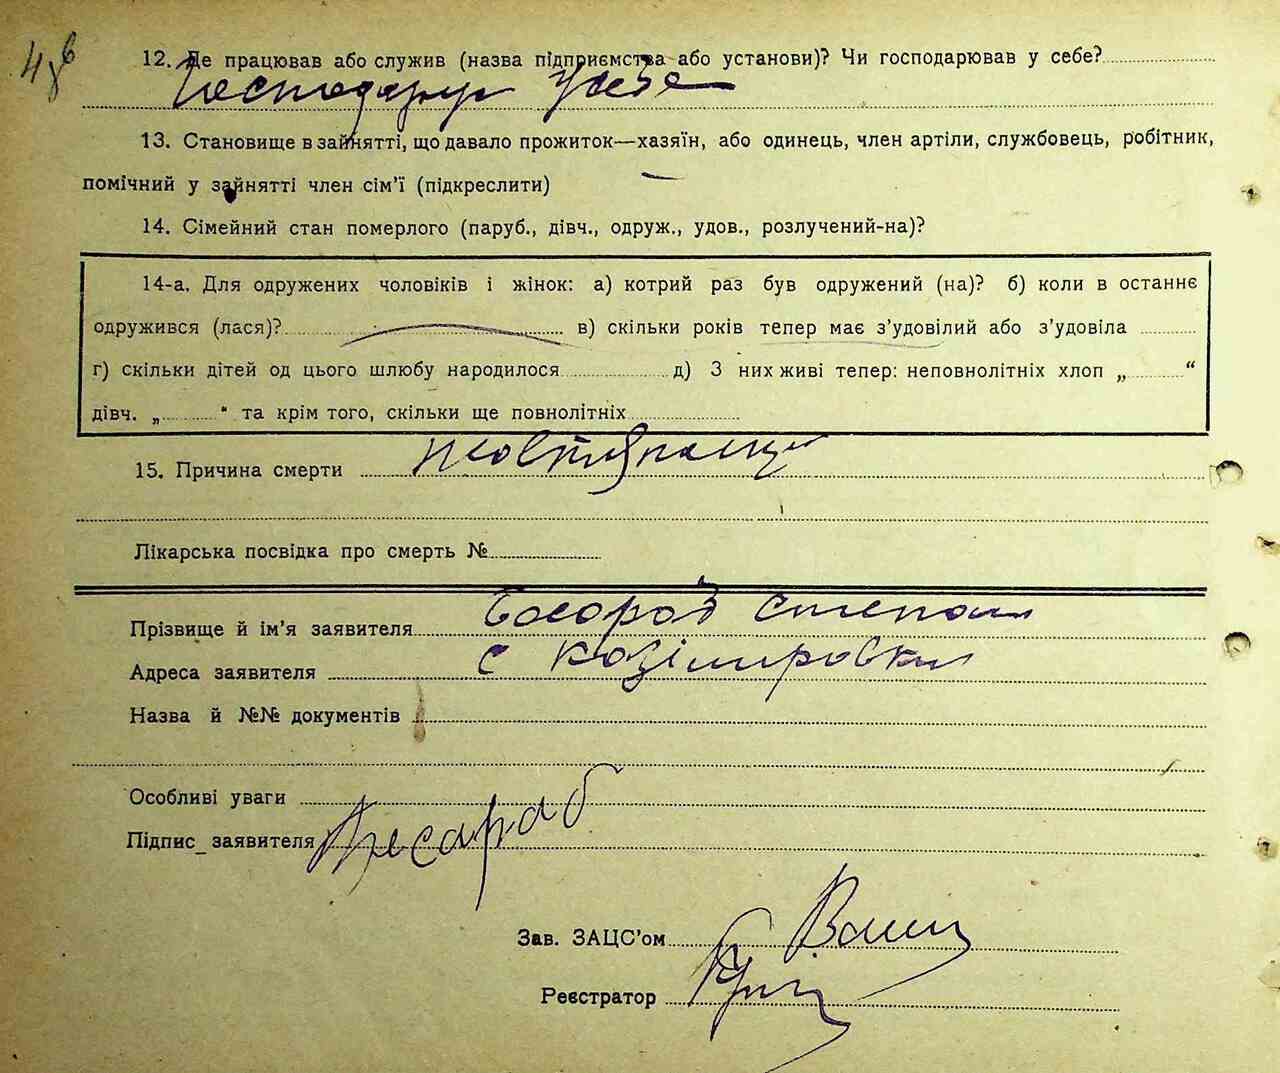 12. Де працював або служив (назва підприємства або установи)? Чи господарював у себе?
Господарує у себе
13. Становище в зайнятті, що давало прожиток—хазяїн, або одинець, член артіли, службовець, робітник,
помічний у зайнятті член сім’ї (підкреслити)
14. Сімейний стан померлого (паруб., дівч., одруж., удов., розлучений-на)?
14-а. Для одружених чоловіків і жінок: а) котрий раз був одружений (на)? б) коли в останнє
одружився (лася)? в) скільки років тепер має з’удовілий або з’удовіла
г) скільки дітей од цього шлюбу народилося д) З них живі тепер: неповнолітніх хлоп „ “
дівч. „ “ та крім того, скільки ще повнолітніх
15. Причина смерти
Лікарська посвідка про смерть №
Прізвище й ім’я заявителя Степан
Адреса заявителя с Козіміровки
Назва й №№ документів
Особливі уваги
Підпис заявителя Бесараб
Зав. ЗАЦС’ом
Реєстратор